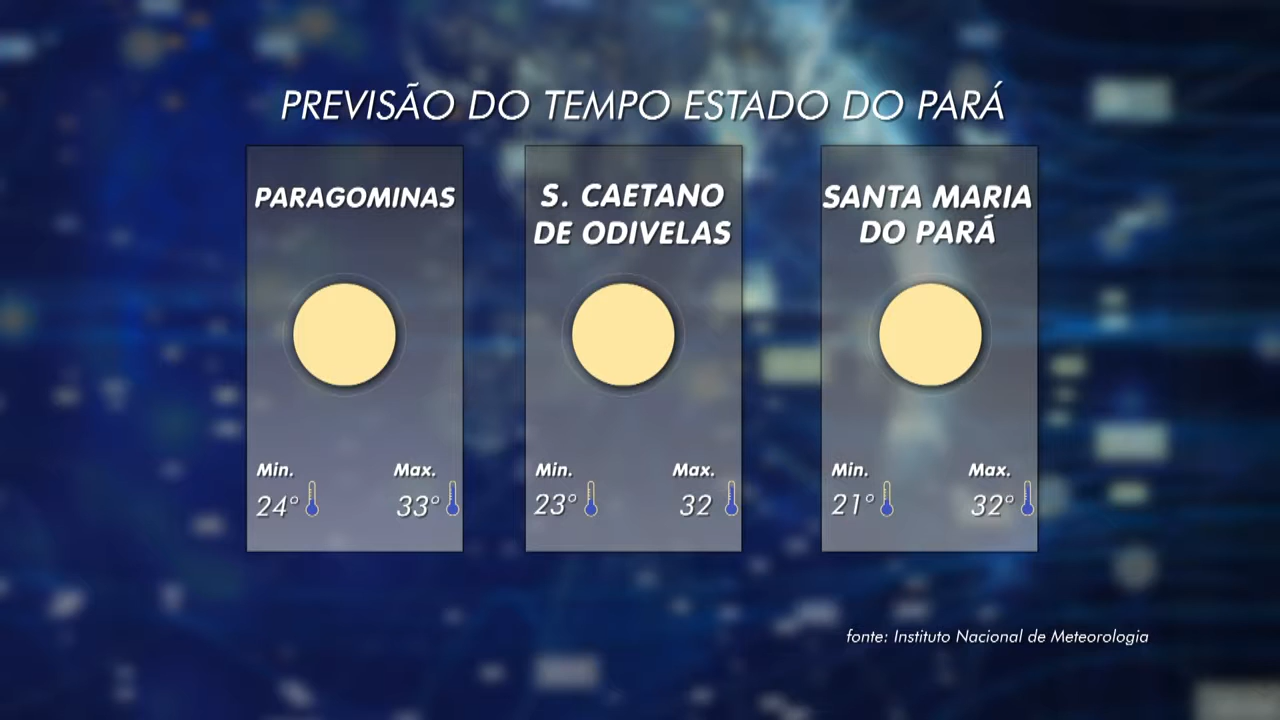 PREVISÃO DO TEMPO ESTADO DO PARÁ
PARAGOMINAS
Min. Max.
24° 33°
S. CAETANO
DE ODIVELAS
Min. Max.
23° 32
SANTA MARIA
DO PARÁ
Min. Max.
21° 32°
fonte: Instituto Nacional de Meteorologia